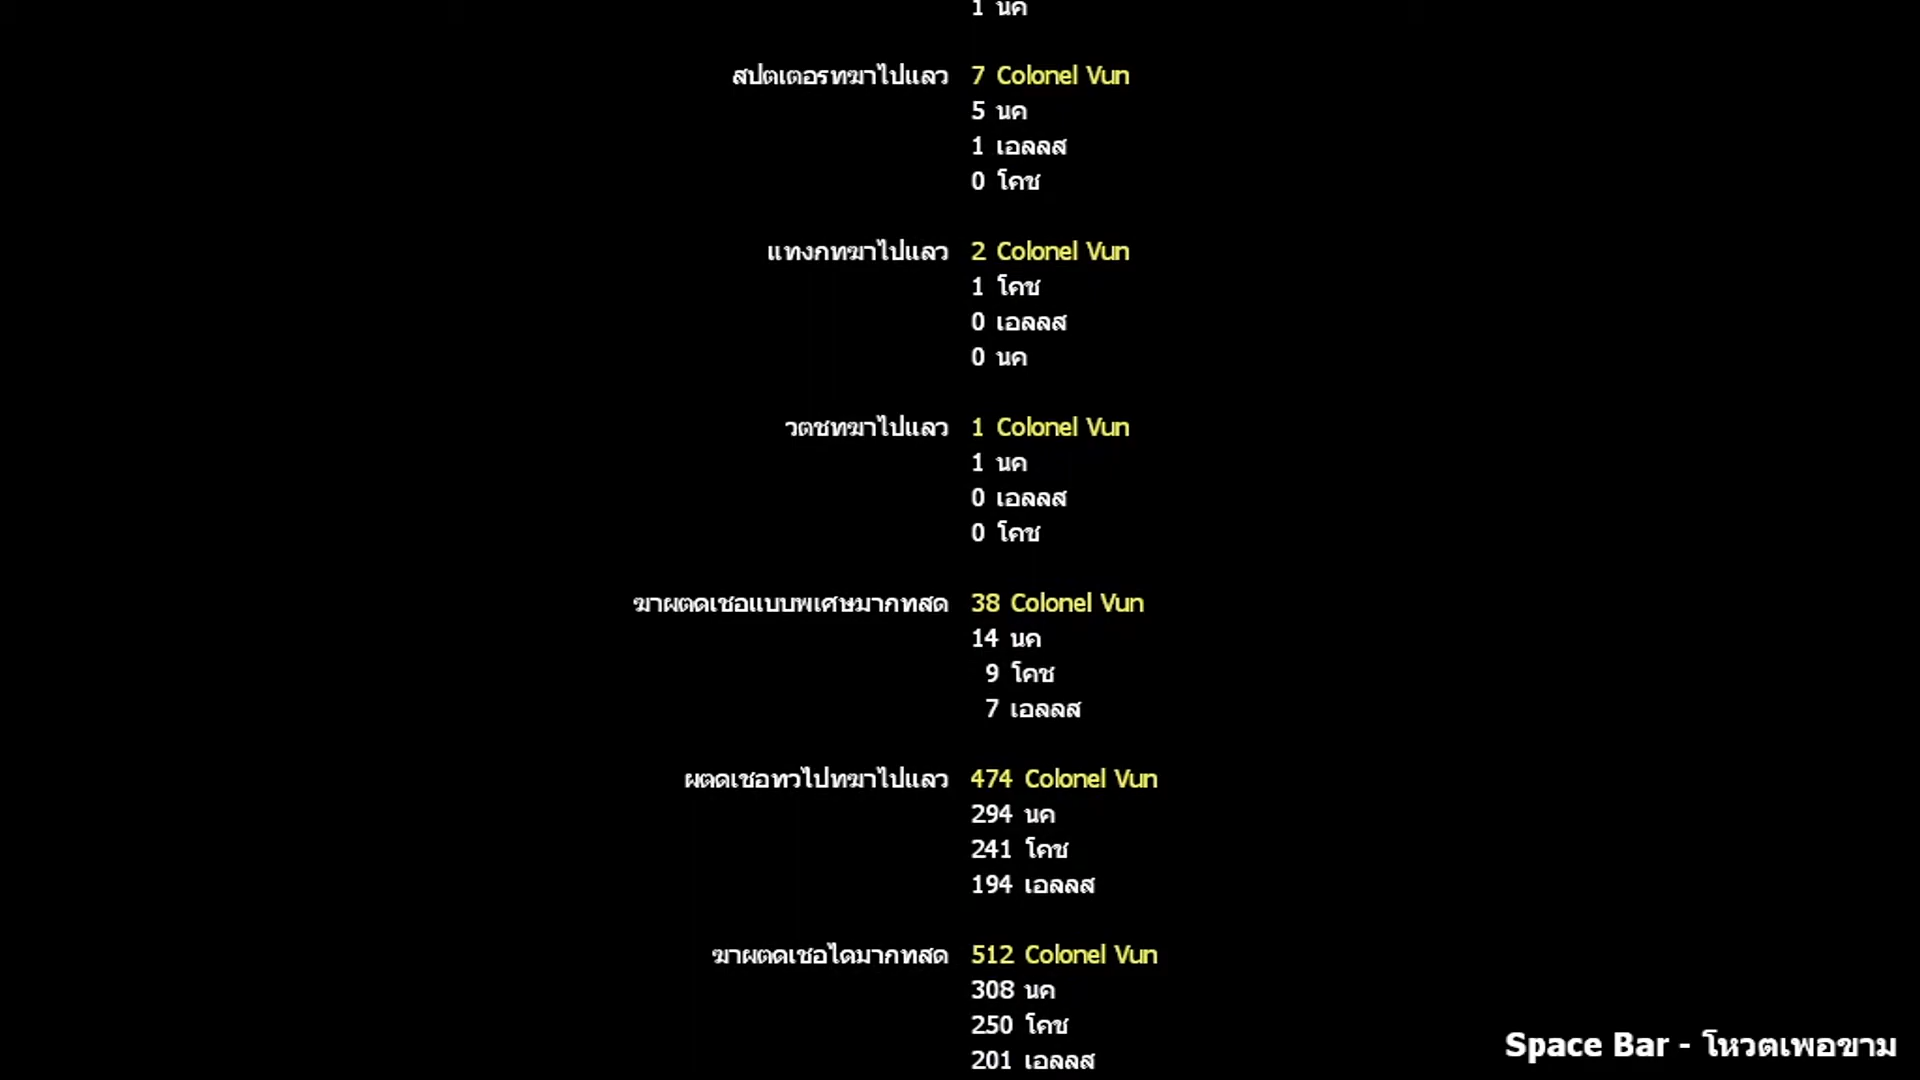 1 นค
สปตเตอรทฆาไปแลว 7 Colonel Vun
5 นค
1 เอลลส
0 โคช
แทงกทฆาไปแลว 2 Colonel Vun
1 โคช
0 เอลลส
0 นค
วตชทฆาไปแลว 1 Colonel Vun
1 นค
0 เอลลส
0 โคช
ฆาผตดเชอแบบพเศษมากทสด 38 Colonel Vun
14 นค
9 โคช
7 เอลลส
ผตดเชอทวไปทฆาไปแลว 474 Colonel Vun
294 นค
241 โคช
194 เอลลส
ฆาผตดเชอไดมากทสด 512 Colonel Vun
308 นค
250 โคช
201 เอลลส
Space Bar - โหวตเพอขาม